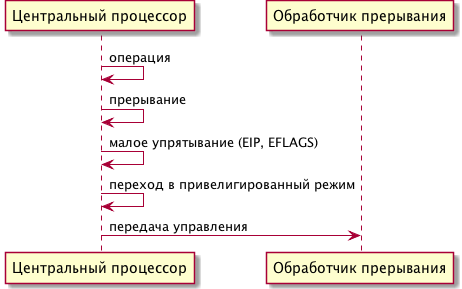 Центральный процессор
Обработчик прерывания
операция
прерывание
малое упрятывание (EIP, EFLAGS)
переход в привелигированный режим
передача управления
Центральный процессор
Обработчик прерывания